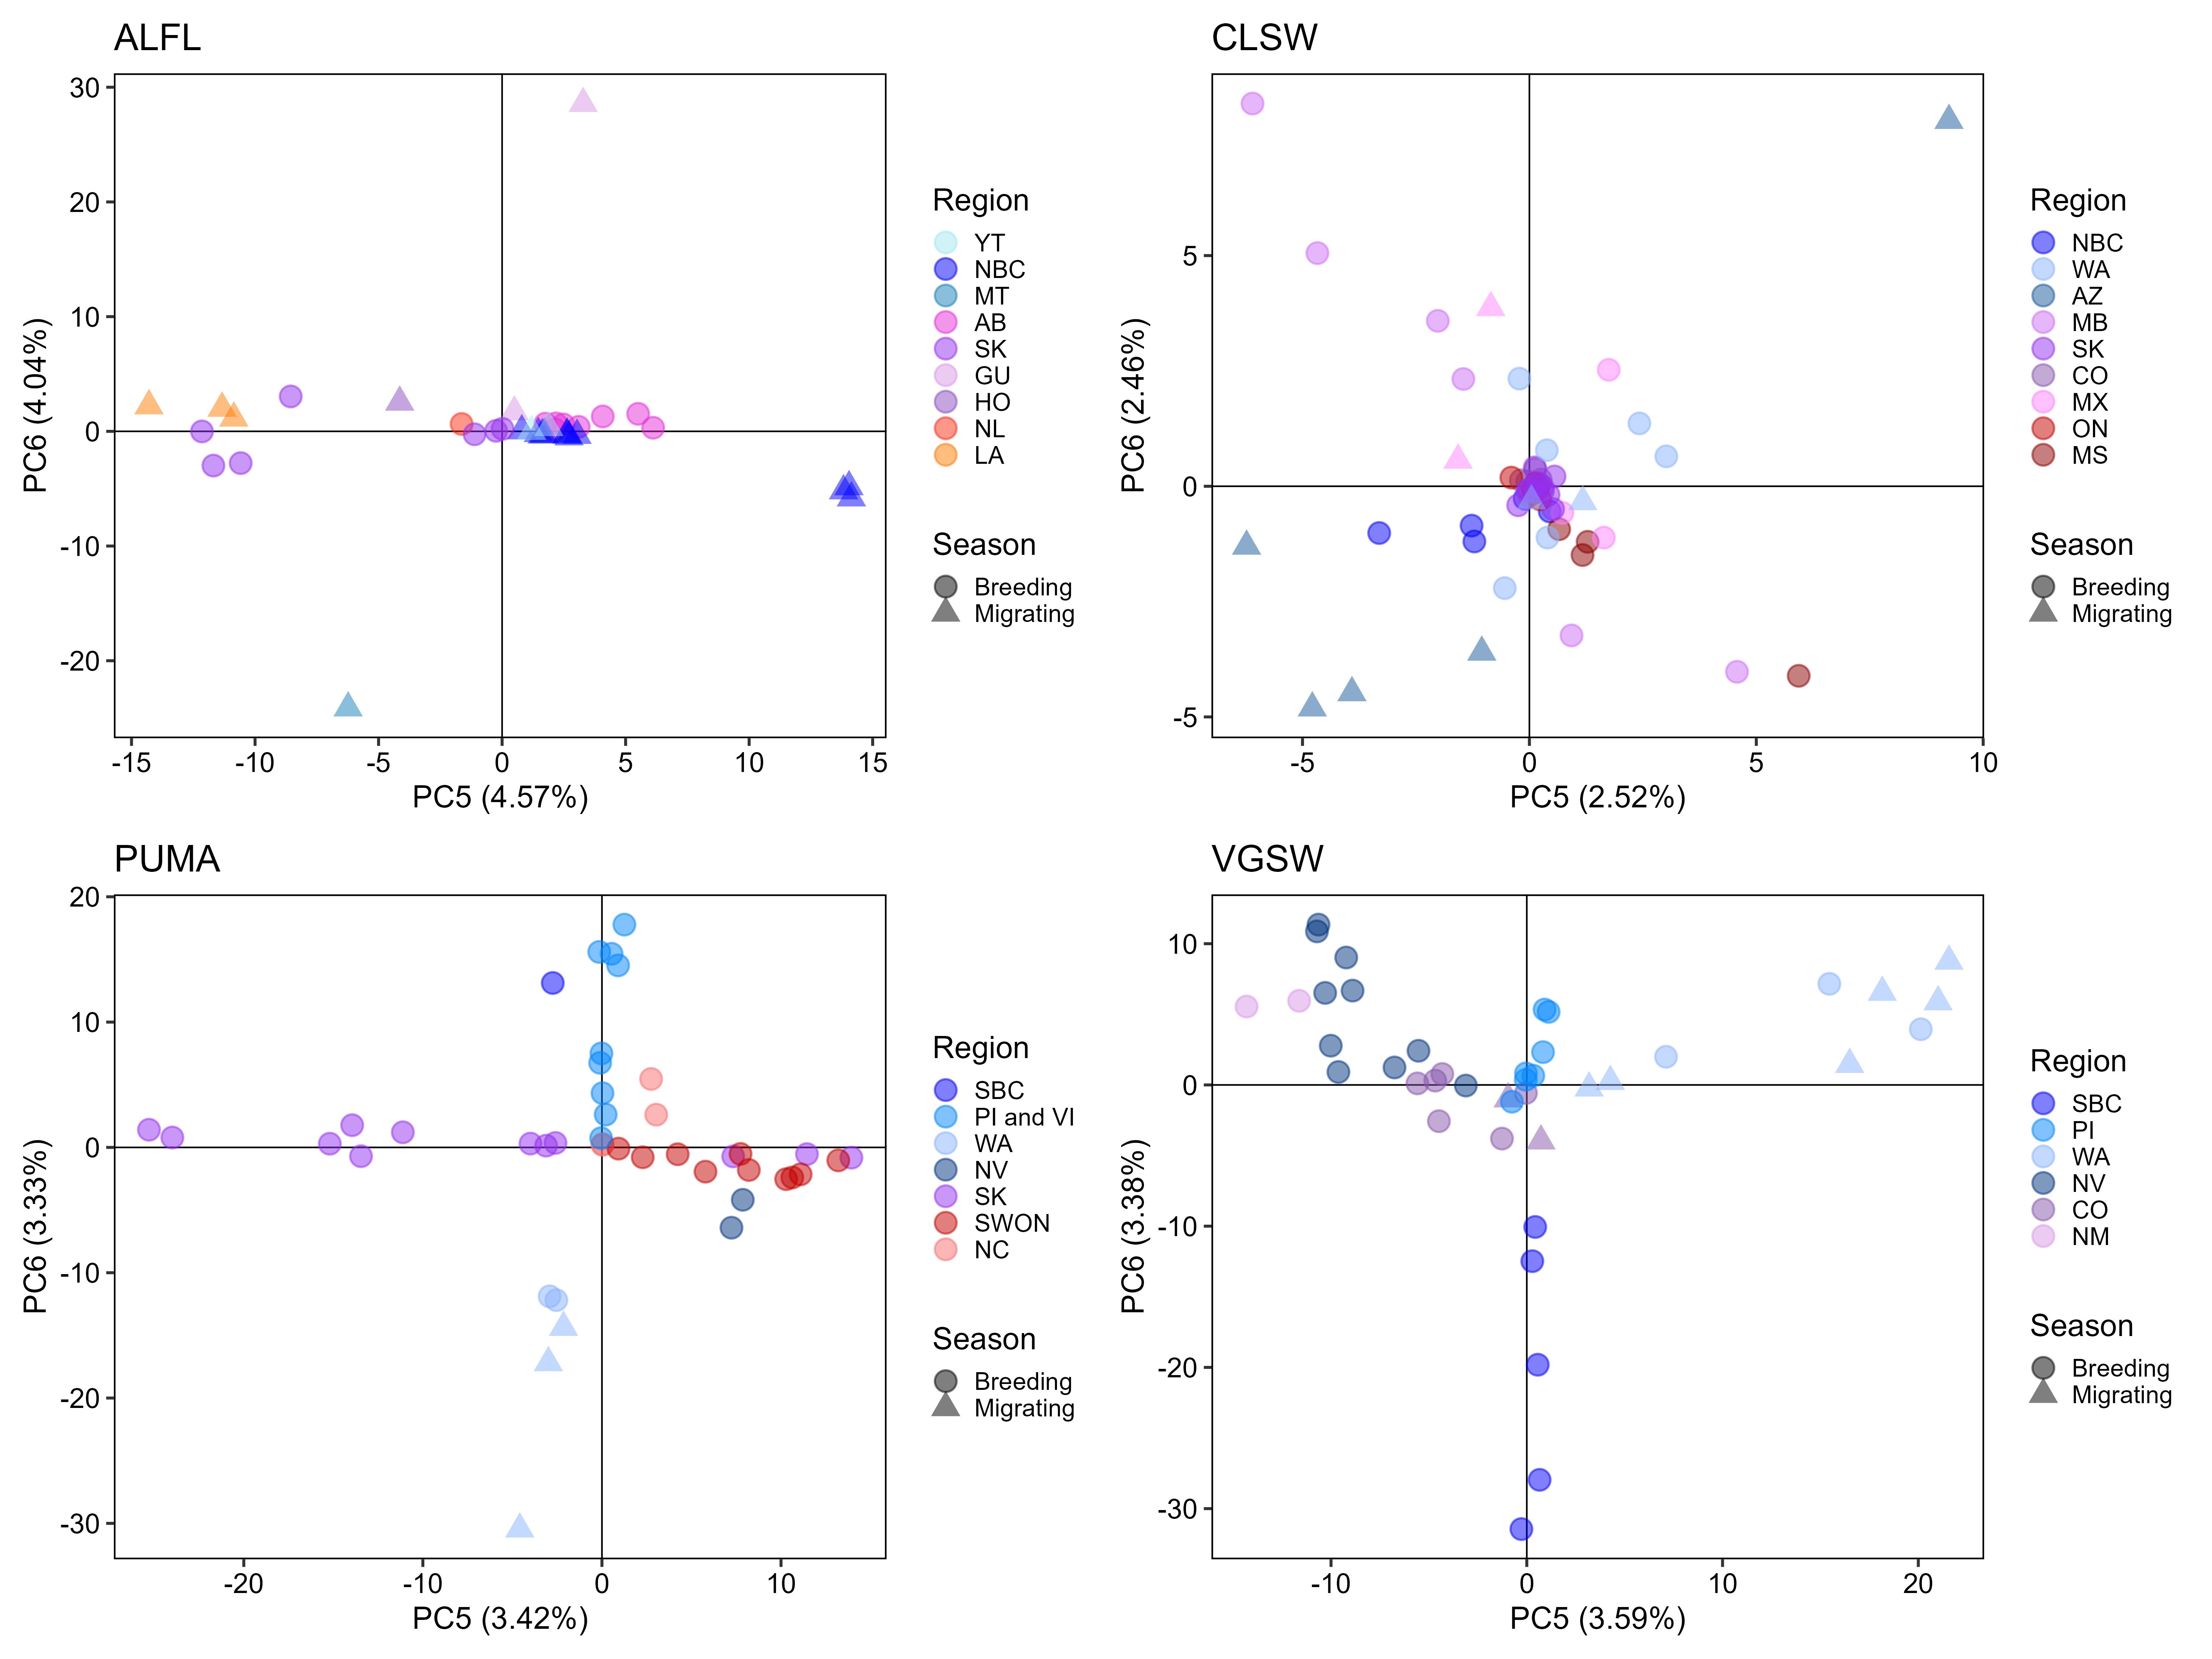 ALFL
30
20
10
0
-10
-20
-15 -10 -5 0 5 10 15
PC5 (4.57%)
PC6 (4.04%)
Region
YT
NBC
MT
AB
SK
GU
HO
NL
LA
Season
Breeding
Migrating
CLSW
5
0
-5
-5 0 5 10
PC5 (2.52%)
PC6 (2.46%)
Region
NBC
WA
AZ
MB
SK
CO
MX
ON
MS
Season
Breeding
Migrating
PUMA
20
10
0
-10
-20
-30
-20 -10 0 10
PC5 (3.42%)
PC6 (3.33%)
Region
SBC
PI and VI
WA
NV
SK
SWON
NC
Season
Breeding
Migrating
VGSW
10
0
-10
-20
-30
-10 0 10 20
PC5 (3.59%)
PC6 (3.38%)
Region
SBC
PI
WA
NV
CO
NM
Season
Breeding
Migrating